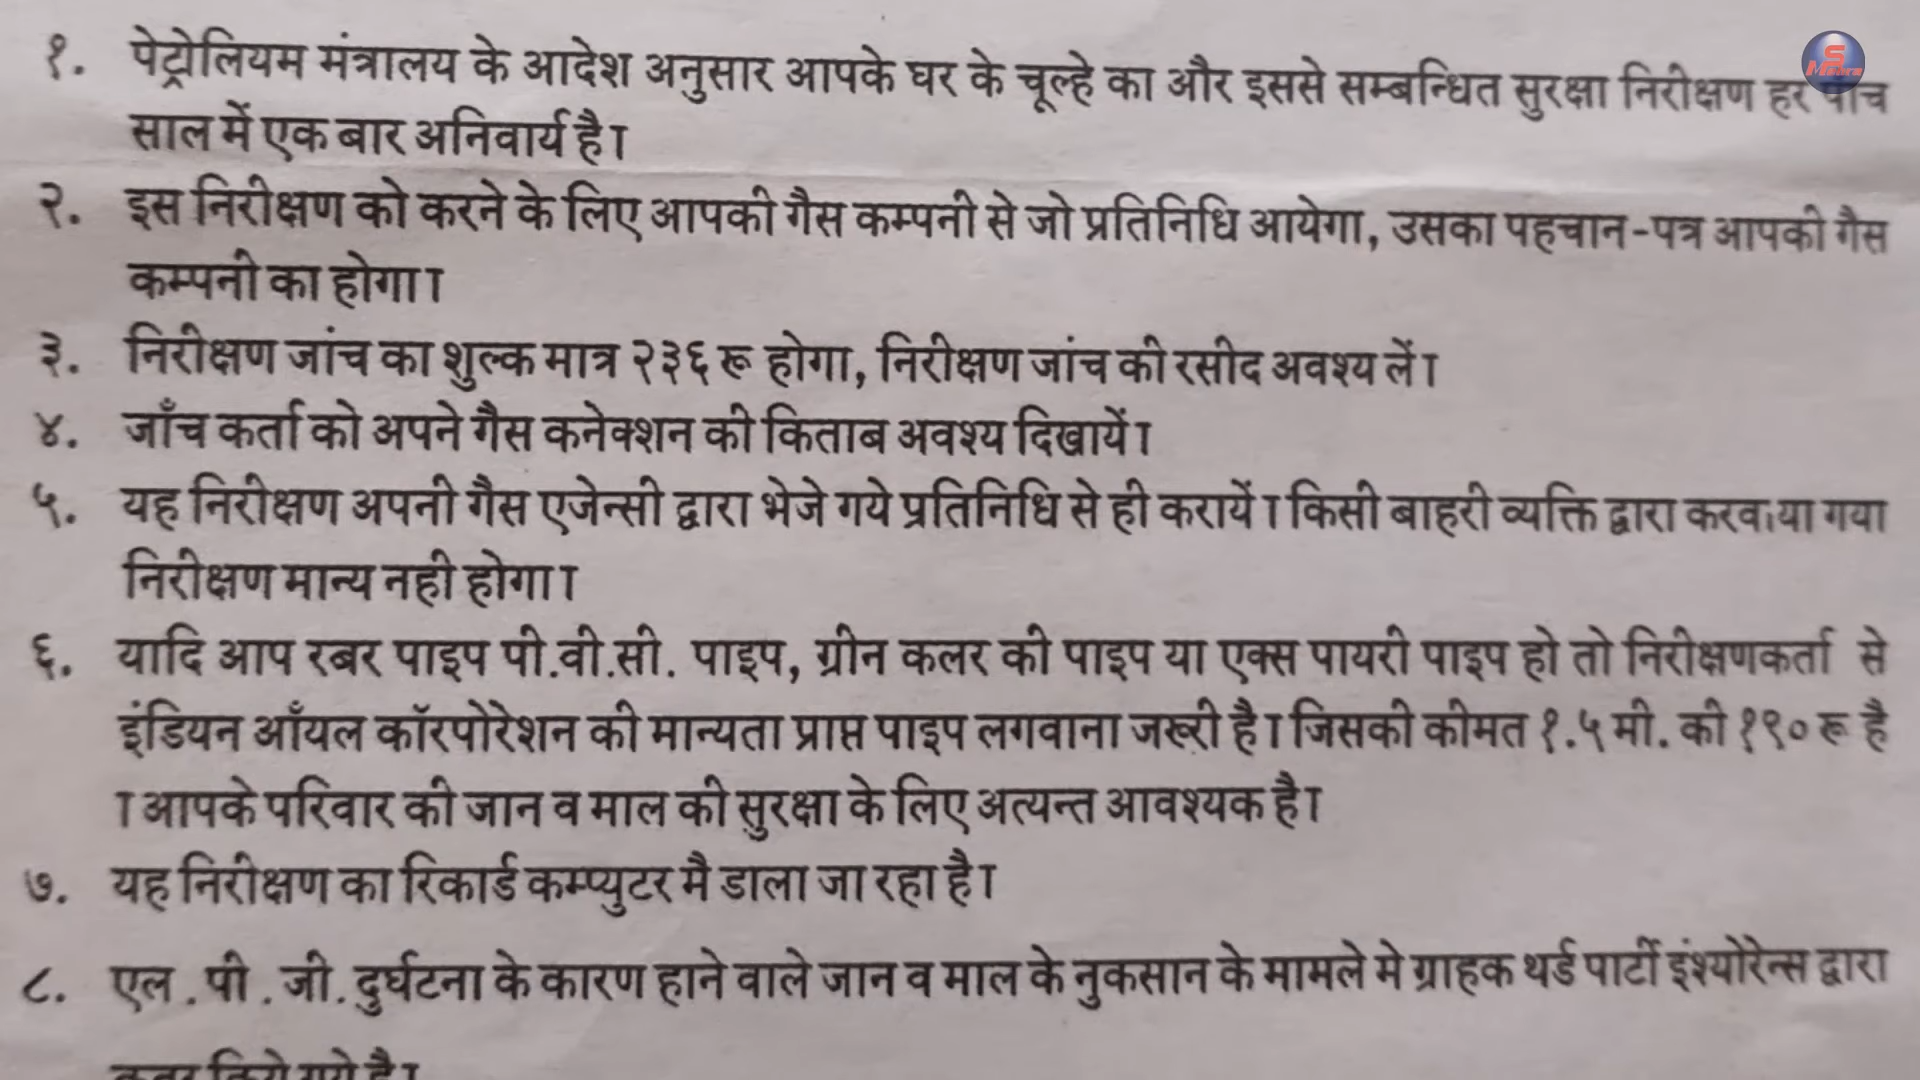 १. पेट्रोलियम मंत्रालय के आदेश अनुसार आपके घर के चूल्हे का और इससे सम्बन्धित सुरक्षा निरीक्षण हर पांच
साल में एक बार अनिवार्य है।
२. इस निरीक्षण को करने के लिए आपकी गैस कम्पनी से जो प्रतिनिधि आयेगा, उसका पहचान-पत्र आपकी गैस
कम्पनी का होगा।
३. निरीक्षण जांच का शुल्क मात्र २३६ रू होगा, निरीक्षण जांच की रसीद अवश्य लें।
४. जाँच कर्ता को अपने गैस कनेक्शन की किताब अवश्य दिखायें।
५. यह निरीक्षण अपनी गैस एजेन्सी द्वारा भेजे गये प्रतिनिधि से ही करायें। किसी बाहरी व्यक्ति द्वारा करवाया गया
निरीक्षण मान्य नही होगा।
६. यादि आप रबर पाइप पी.वी.सी. पाइप, ग्रीन कलर की पाइप या एक्स पायरी पाइप हो तो निरीक्षणकर्ता से
इंडियन आँयल कॉरपोरेशन की मान्यता प्राप्त पाइप लगवाना जरूरी है। जिसकी कीमत १.५ मी. की १९० रू है
। आपके परिवार की जान व माल की सुरक्षा के लिए अत्यन्त आवश्यक है।
७. यह निरीक्षण का रिकार्ड कम्प्युटर मै डाला जा रहा है।
८. एल. पी. जी. दुर्घटना के कारण हाने वाले जान व माल के नुकसान के मामले मे ग्राहक थर्ड पार्टी इंश्योरेन्स द्वारा